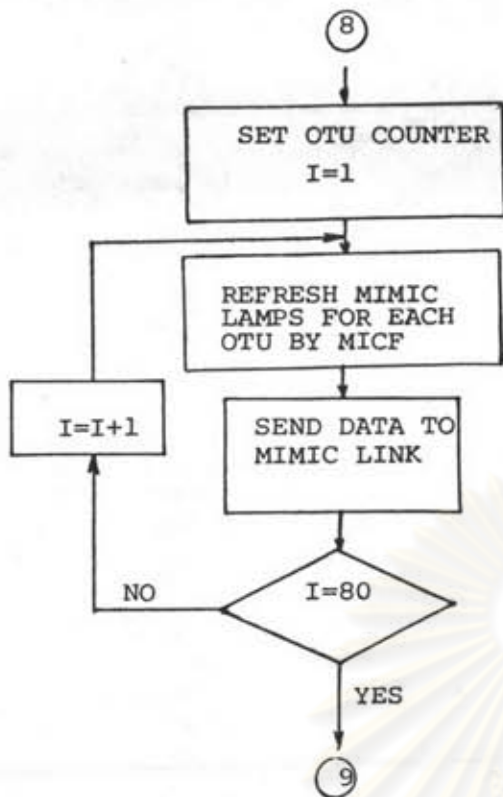 8
SET OTU COUNTER
I=1
REFRESH MIMIC
LAMPS FOR EACH
OTU BY MICF
I=I+1
SEND DATA TO
MIMIC LINK
I=80
NO
YES
9